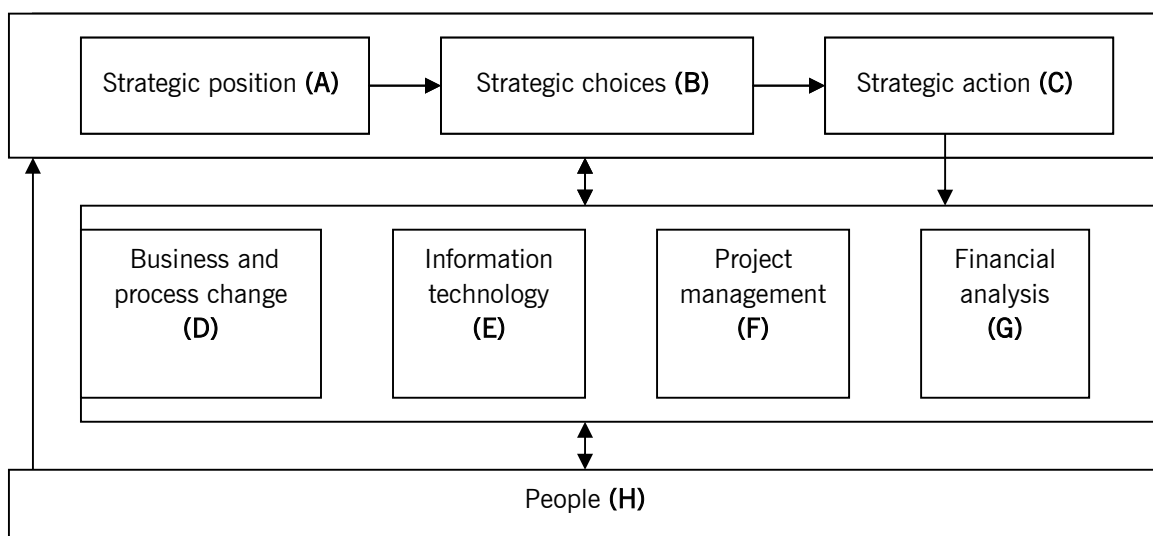 Strategic position (A)
Strategic choices (B)
Strategic action (C)
Business and
process change
(D)
Information
technology
(E)
Project
management
(F)
Financial
analysis
(G)
People (H)